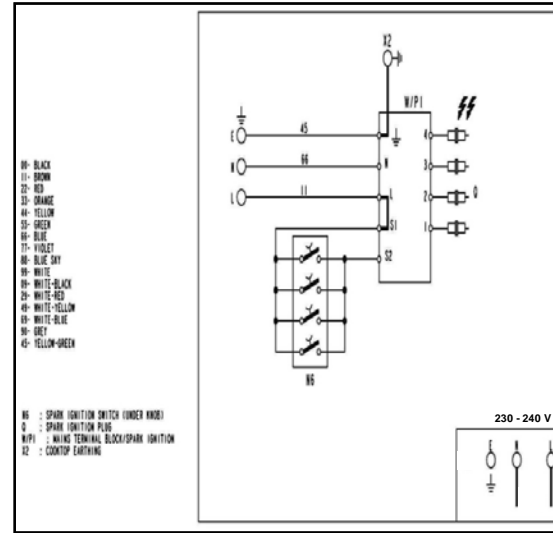 00- BLACK
11- BROWN
22- RED
33- ORANGE
44- YELLOW
55- GREEN
66- BLUE
77- VIOLET
88- BLUE SKY
99- WHITE
09- WHITE-BLACK
29- WHITE-RED
49- WHITE-YELLOW
69- WHITE-BLUE
90- GREY
45- YELLOW-GREEN
N6 : SPARK IGNITION SWITCH (UNDER KNOB)
Q : SPARK IGNITION PLUG
W/PI : MAINS TERMINAL BLOCK/SPARK IGNITION
X2 : COOKTOP EARTHING
X2
W/PI
E 45 4
N 66 N 3
L 11 L 2 Q
S1 1
S2
N6
230 - 240 V
E N L